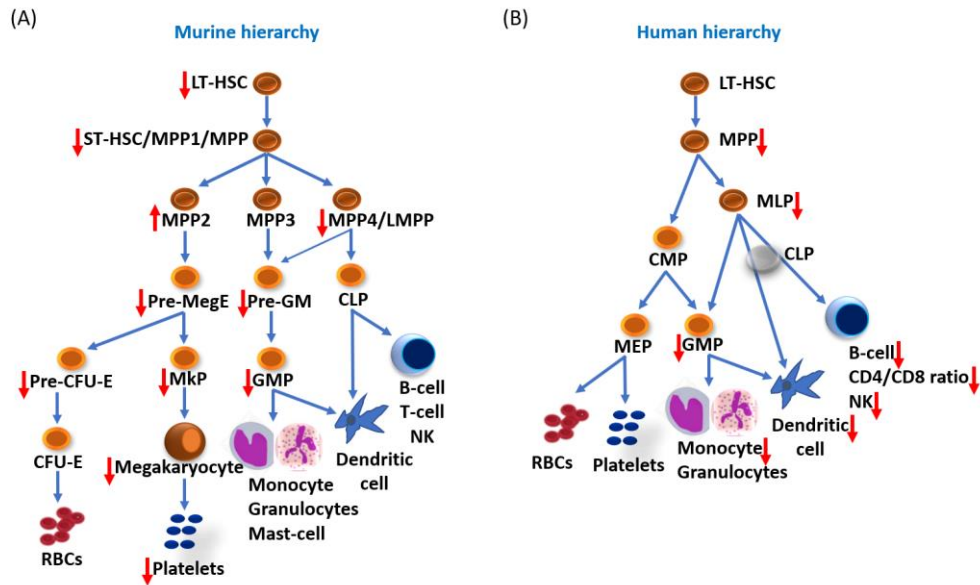 (A)
Murine hierarchy
LT-HSC
ST-HSC/MPP1/MPP
MPP2
MPP3
MPP4/LMPP
Pre-MegE
Pre-GM
CLP
Pre-CFU-E
MkP
GMP
B-cell
T-cell
NK
CFU-E
Megakaryocyte
Dendritic
cell
Monocyte
Granulocytes
Mast-cell
RBCs
Platelets
(B)
Human hierarchy
LT-HSC
MPP
MLP
CMP
CLP
MEP
GMP
B-cell
CD4/CD8 ratio
NK
RBCs
Platelets
Monocyte
Granulocytes
Dendritic
cell